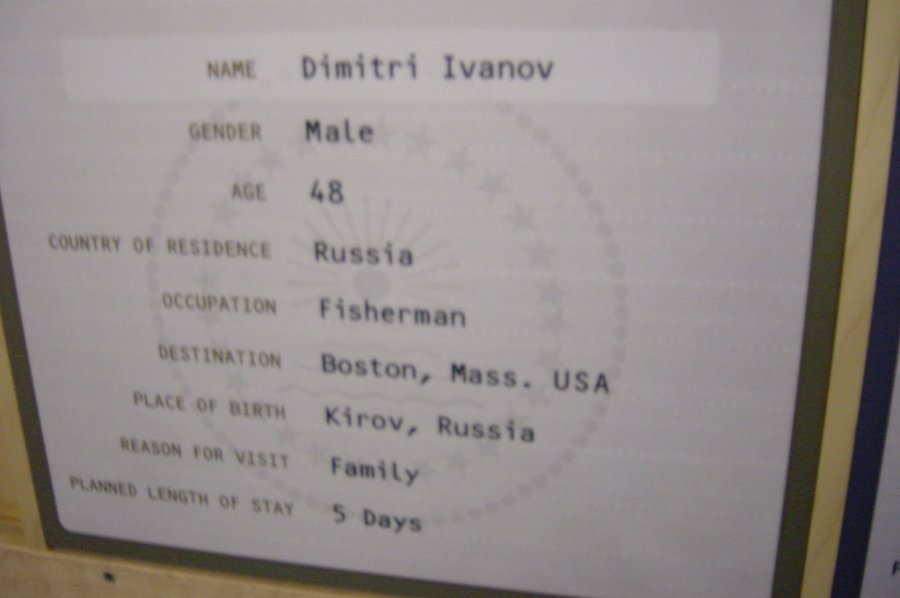 NAME Dimitri Ivanov
GENDER Male
AGE 48
COUNTRY OF RESIDENCE Russia
OCCUPATION Fisherman
DESTINATION Boston, Mass. USA
PLACE OF BIRTH Kirov, Russia
REASON FOR VISIT Family
PLANNED LENGTH OF STAY 5 Days